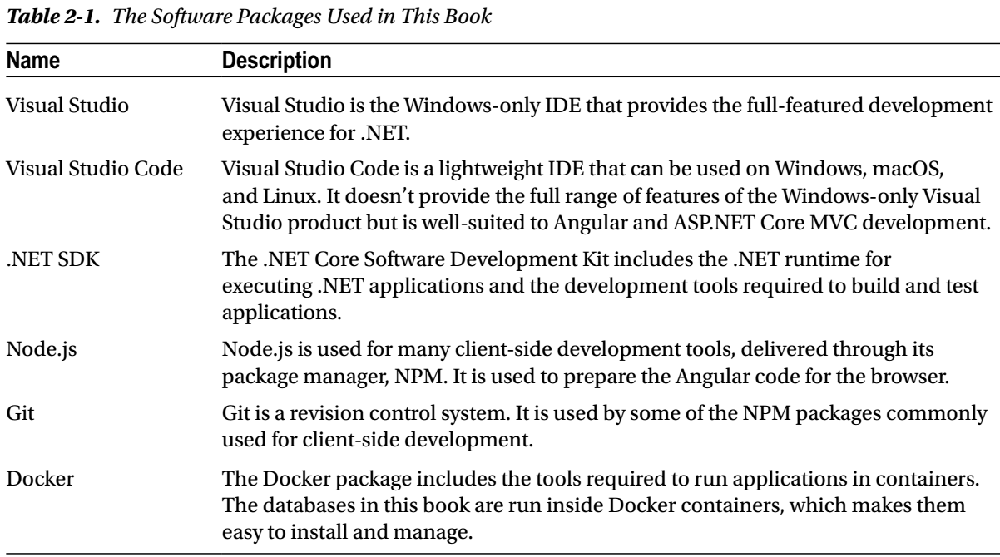 Table 2-1. The Software Packages Used in This Book
Name Description
Visual Studio Visual Studio is the Windows-only IDE that provides the full-featured development
experience for .NET.
Visual Studio Code Visual Studio Code is a lightweight IDE that can be used on Windows, macOS,
and Linux. It doesn’t provide the full range of features of the Windows-only Visual
Studio product but is well-suited to Angular and ASP.NET Core MVC development.
.NET SDK The .NET Core Software Development Kit includes the .NET runtime for
executing .NET applications and the development tools required to build and test
applications.
Node.js Node.js is used for many client-side development tools, delivered through its
package manager, NPM. It is used to prepare the Angular code for the browser.
Git Git is a revision control system. It is used by some of the NPM packages commonly
used for client-side development.
Docker The Docker package includes the tools required to run applications in containers.
The databases in this book are run inside Docker containers, which makes them
easy to install and manage.